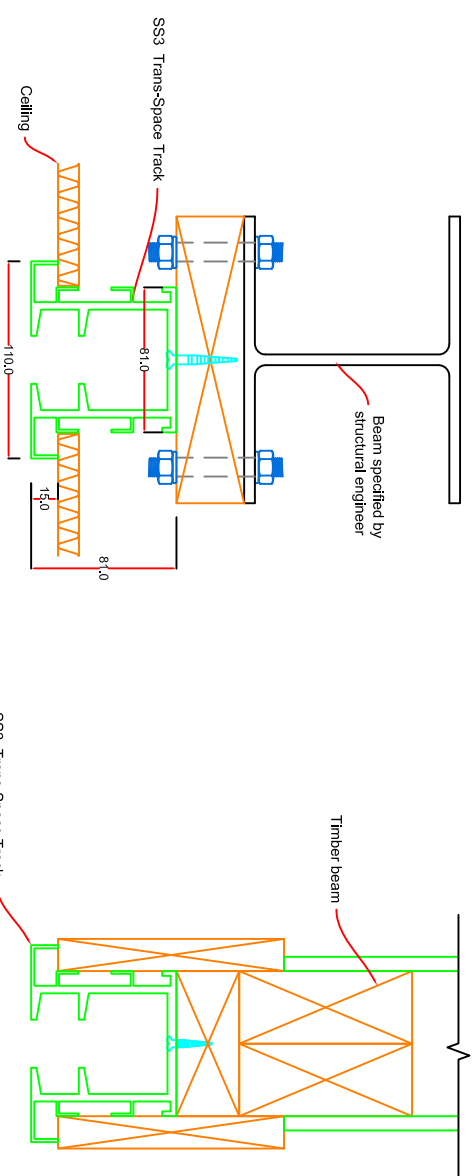 SS3 Trans-Space Track
Ceiling
Beam specified by
structural engineer
81.0
110.0
15.0
81.0
Timber beam